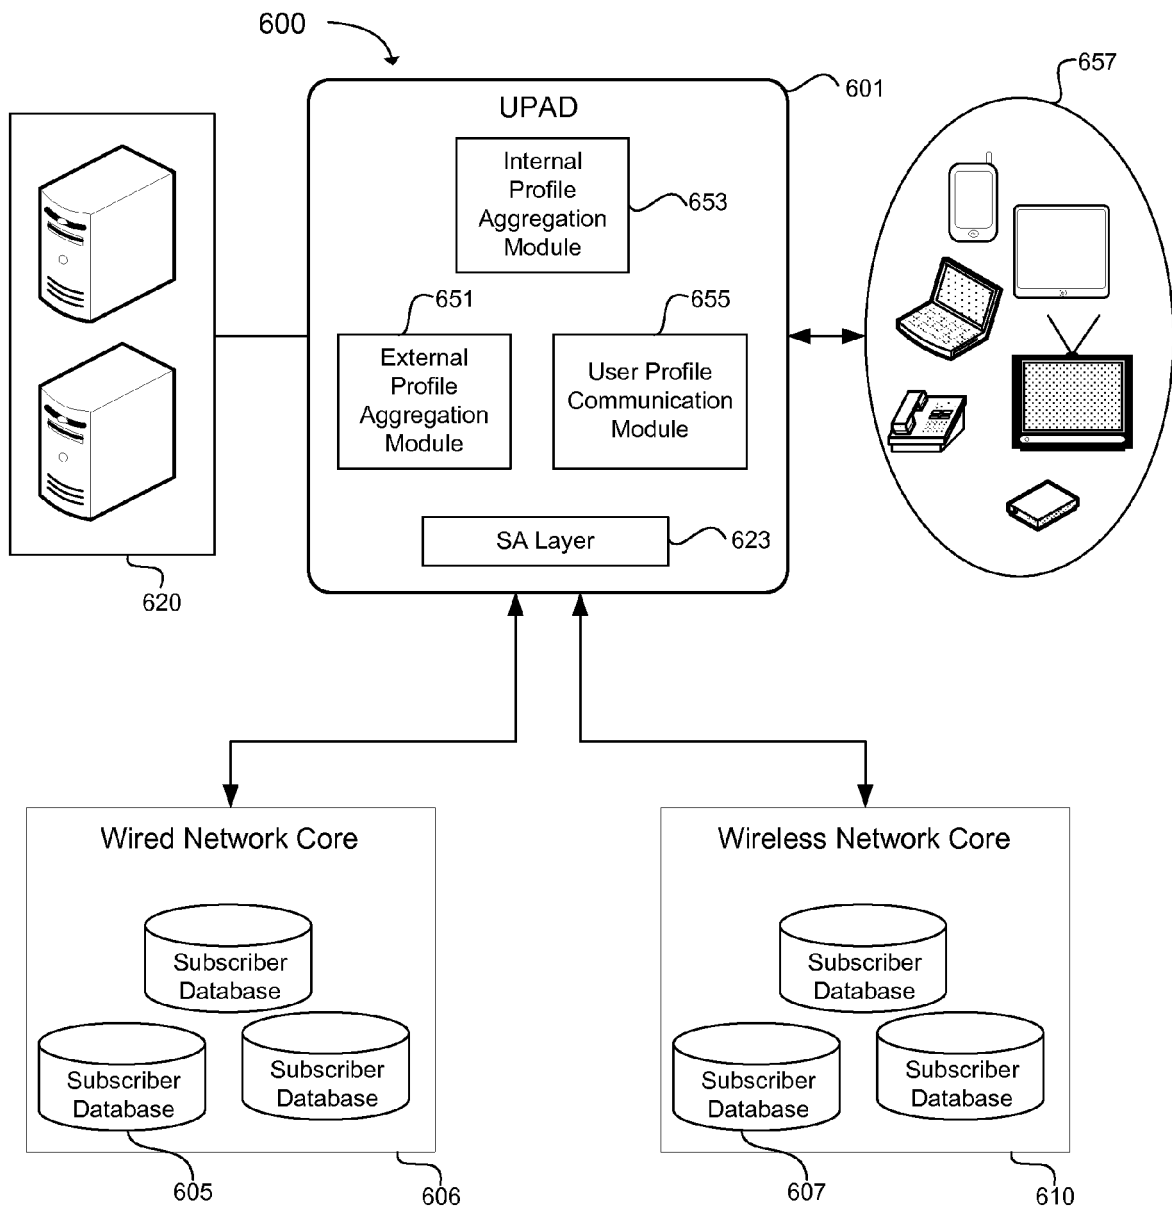 600
657
601
UPAD
Internal
Profile
Aggregation
Module
653
651
655
External
Profile
Aggregation
Module
User Profile
Communication
Module
SA Layer
623
620
Wired Network Core
Subscriber
Database
Subscriber
Database
Subscriber
Database
605
606
Wireless Network Core
Subscriber
Database
Subscriber
Database
Subscriber
Database
607
610